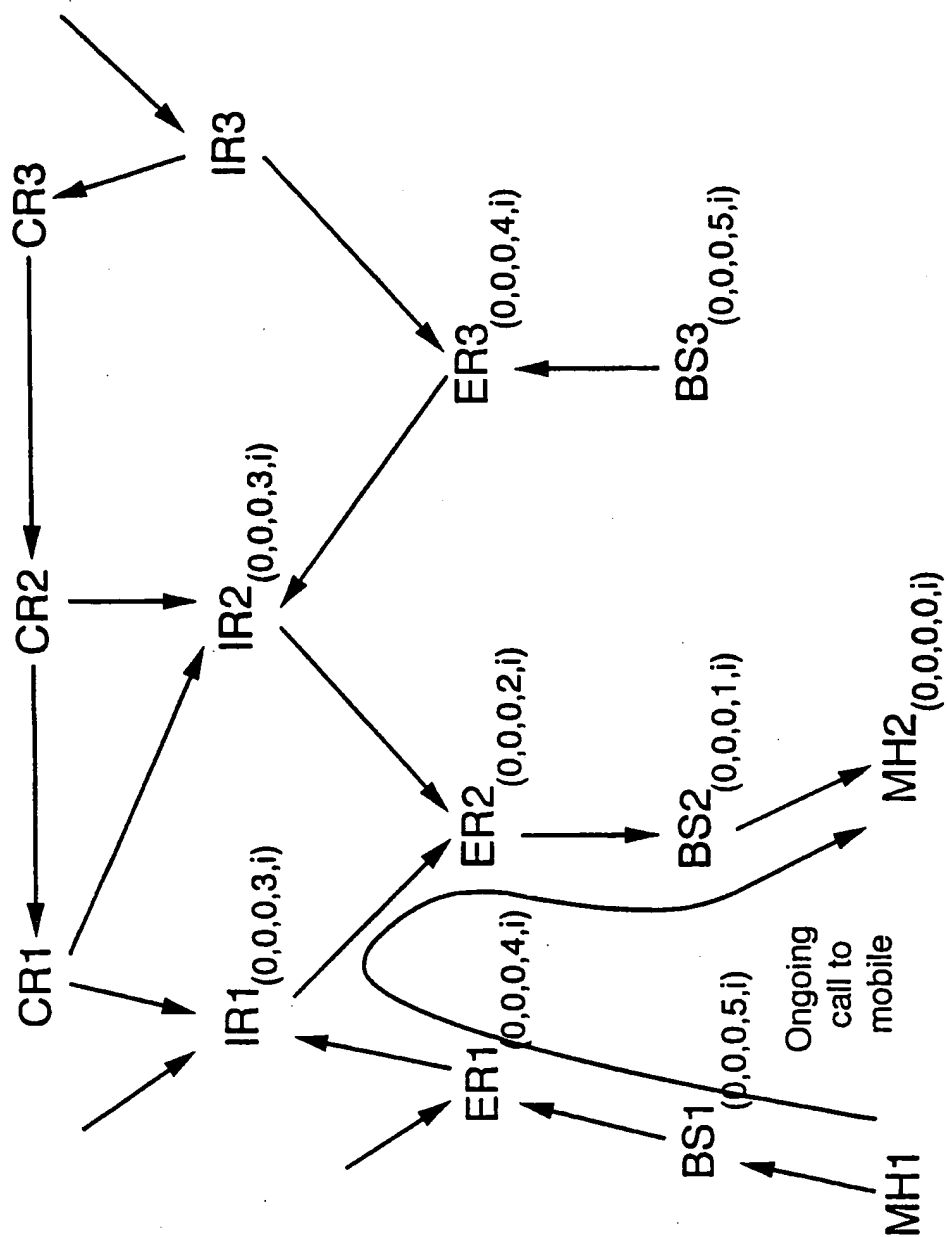 CR1
CR2
CR3
IR1(0,0,0,3,i)
IR2(0,0,0,3,i)
IR3
ER1(0,0,0,4,i)
ER2(0,0,0,2,i)
ER3(0,0,0,4,i)
BS1(0,0,0,5,i)
BS2(0,0,0,1,i)
BS3(0,0,0,5,i)
Ongoing
call to
mobile
MH1
MH2(0,0,0,0,i)